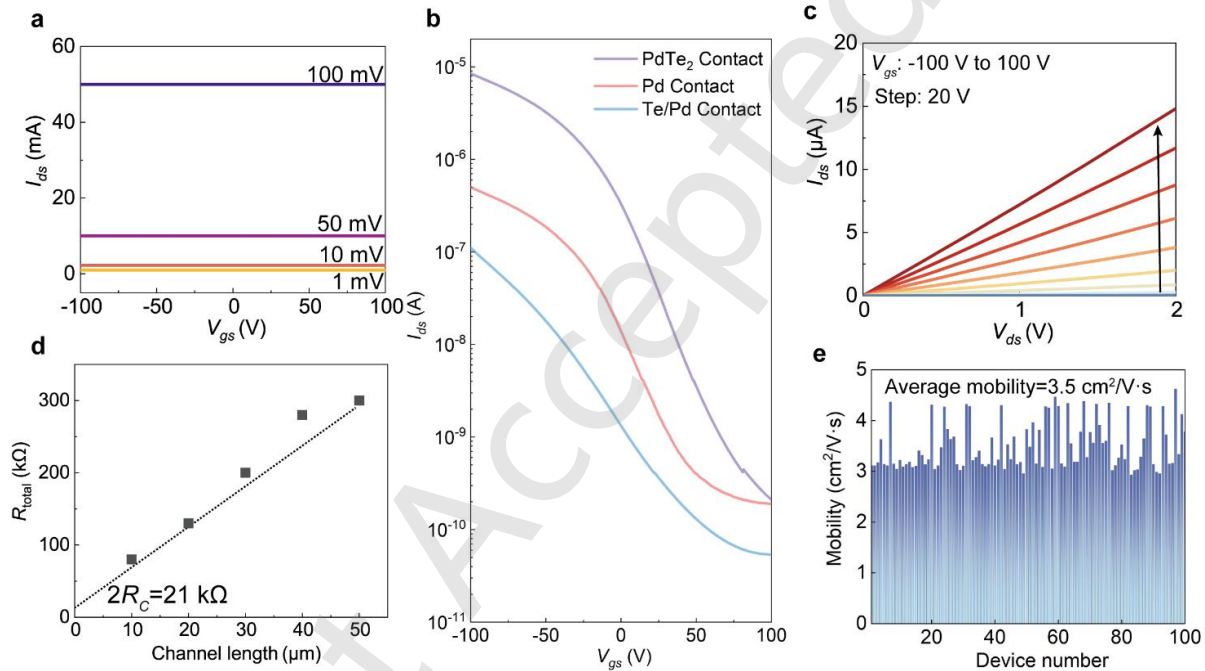 a
60
40
20
0
I_ds (mA)
100 mV
50 mV
10 mV
1 mV
-100
-50
0
50
100
V_gs (V)
b
PdTe₂ Contact
Pd Contact
Te/Pd Contact
10⁻⁵
10⁻⁶
10⁻⁷
10⁻⁸
10⁻⁹
10⁻¹⁰
10⁻¹¹
I_ds (A)
-100
-50
0
50
100
V_gs (V)
c
V_gs: -100 V to 100 V
Step: 20 V
20
15
10
5
0
I_ds (μA)
0
1
2
V_ds (V)
d
300
200
100
0
R_total (kΩ)
2R_C=21 kΩ
0
10
20
30
40
50
Channel length (μm)
e
Average mobility=3.5 cm²/V·s
5
4
3
2
1
0
Mobility (cm²/V·s)
20
40
60
80
100
Device number
t Accepted